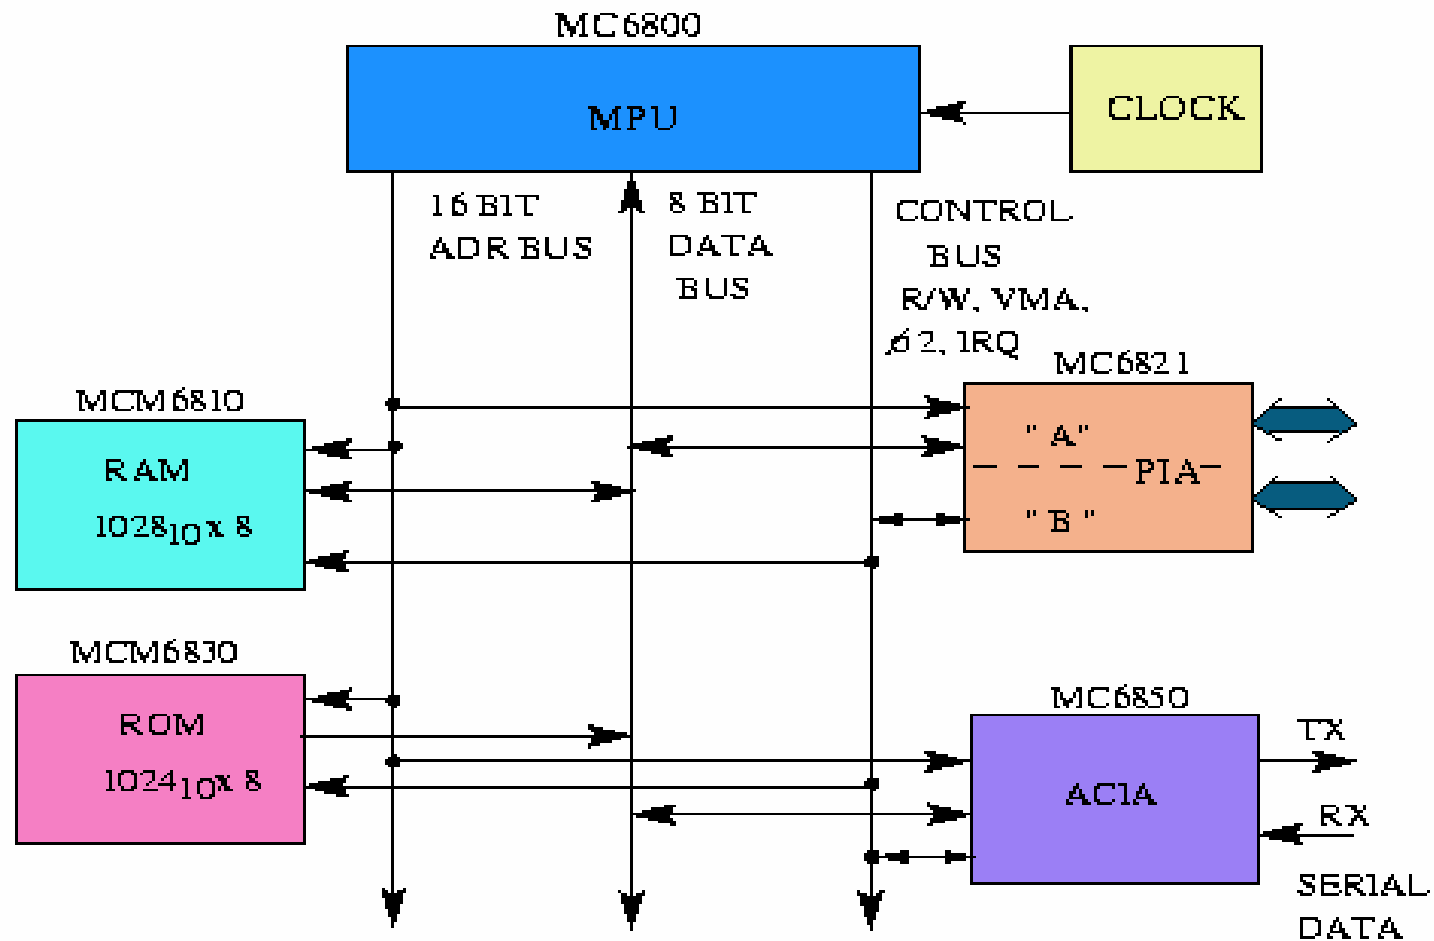 MC6800
MPU
CLOCK
16 BIT
ADR BUS
8 BIT
DATA
BUS
CONTROL
BUS
R/W, VMA,
ø2, IRQ
MCM6810
RAM
1028₁₀x 8
MC6821
"A"
PIA
"B"
MCM6830
ROM
1024₁₀x 8
MC6850
ACIA
TX
RX
SERIAL
DATA